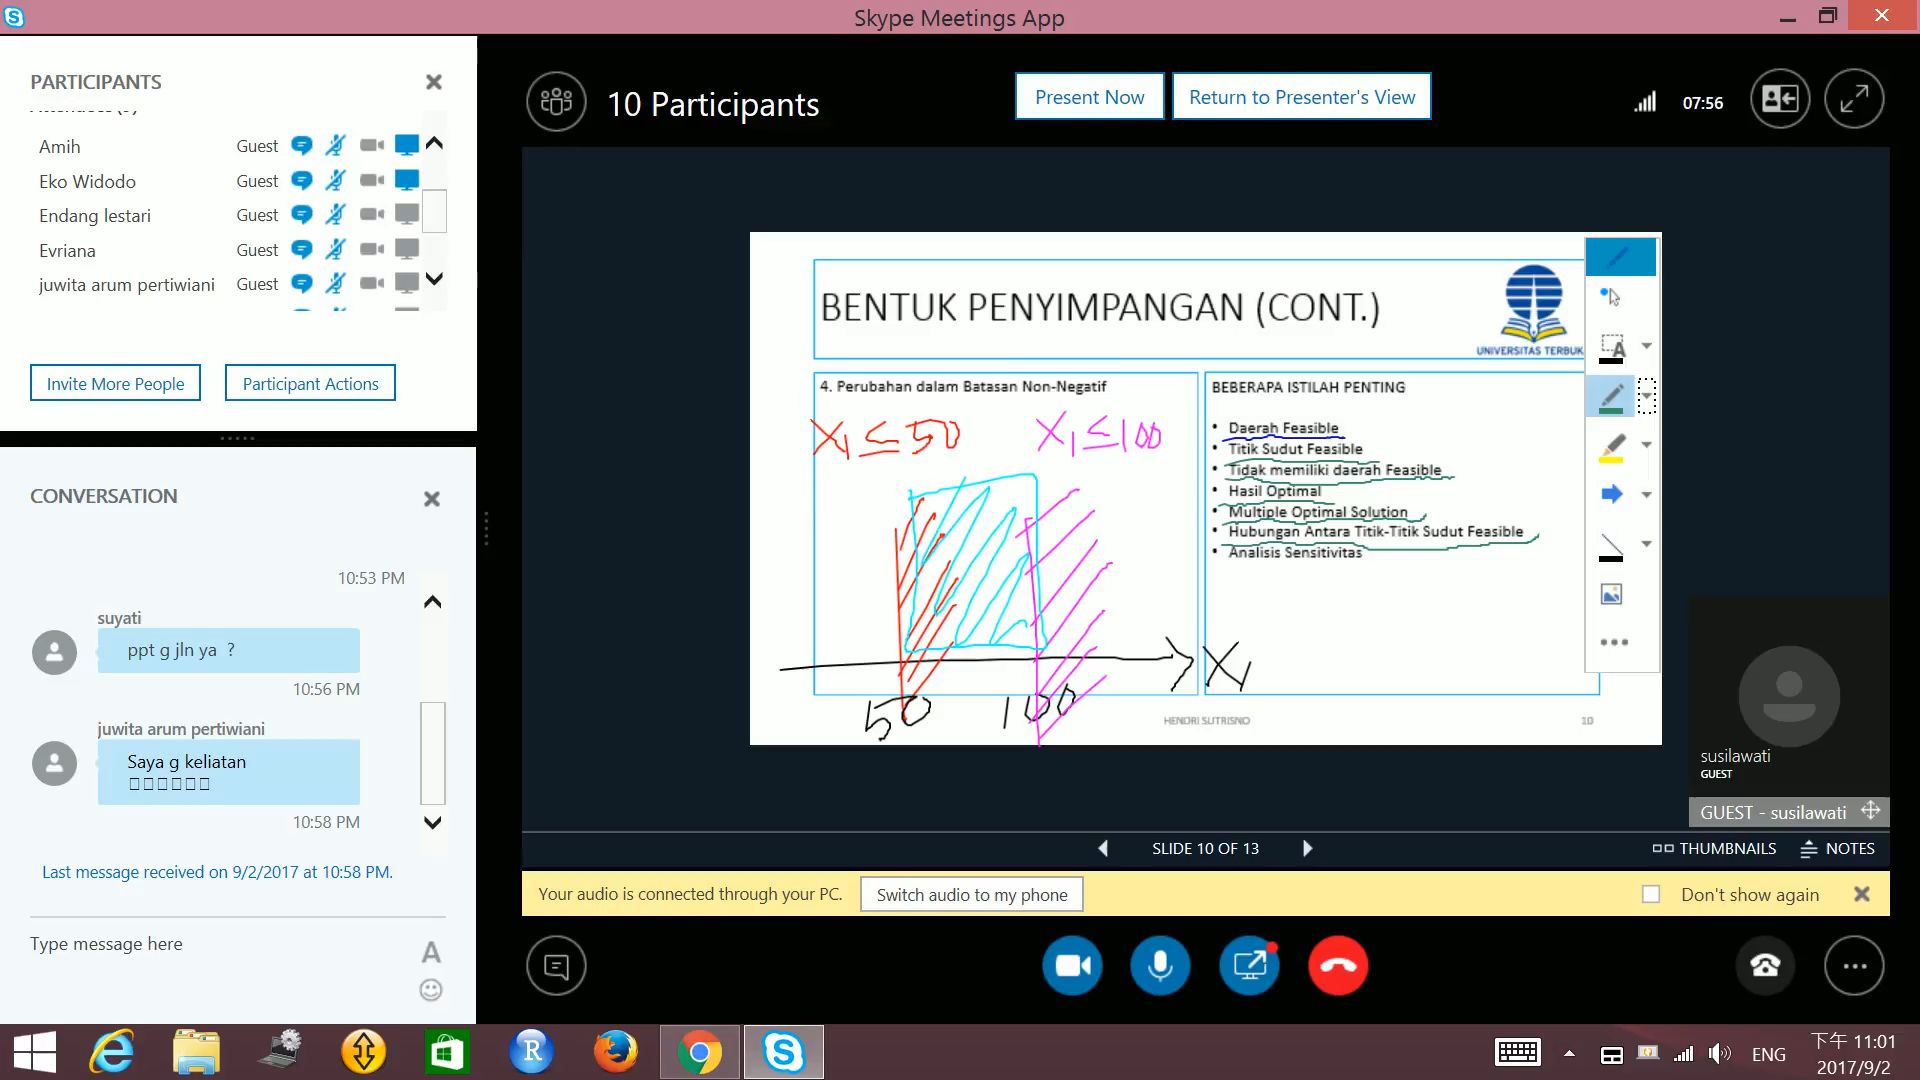 Skype Meetings App
PARTICIPANTS
Amih Guest
Eko Widodo Guest
Endang lestari Guest
Evriana Guest
juwita arum pertiwiani Guest
Invite More People
Participant Actions
CONVERSATION
10:53 PM
suyati
ppt g jln ya ?
10:56 PM
juwita arum pertiwiani
Saya g keliatan
10:58 PM
Last message received on 9/2/2017 at 10:58 PM.
Type message here
A
10 Participants
Present Now
Return to Presenter's View
07:56
BENTUK PENYIMPANGAN (CONT.)
UNIVERSITAS TERBUK
4. Perubahan dalam Batasan Non-Negatif
X₁ ≤ 50
X₁ ≤ 100
X₁
50
100
BEBERAPA ISTILAH PENTING
• Daerah Feasible
• Titik Sudut Feasible
• Tidak memiliki daerah Feasible
• Hasil Optimal
• Multiple Optimal Solution
• Hubungan Antara Titik-Titik Sudut Feasible
• Analisis Sensitivitas
HENDRI SUTRISNO
10
A
susilawati
GUEST
GUEST - susilawati
SLIDE 10 OF 13
THUMBNAILS
NOTES
Your audio is connected through your PC.
Switch audio to my phone
Don't show again
R
ENG
下午 11:01
2017/9/2